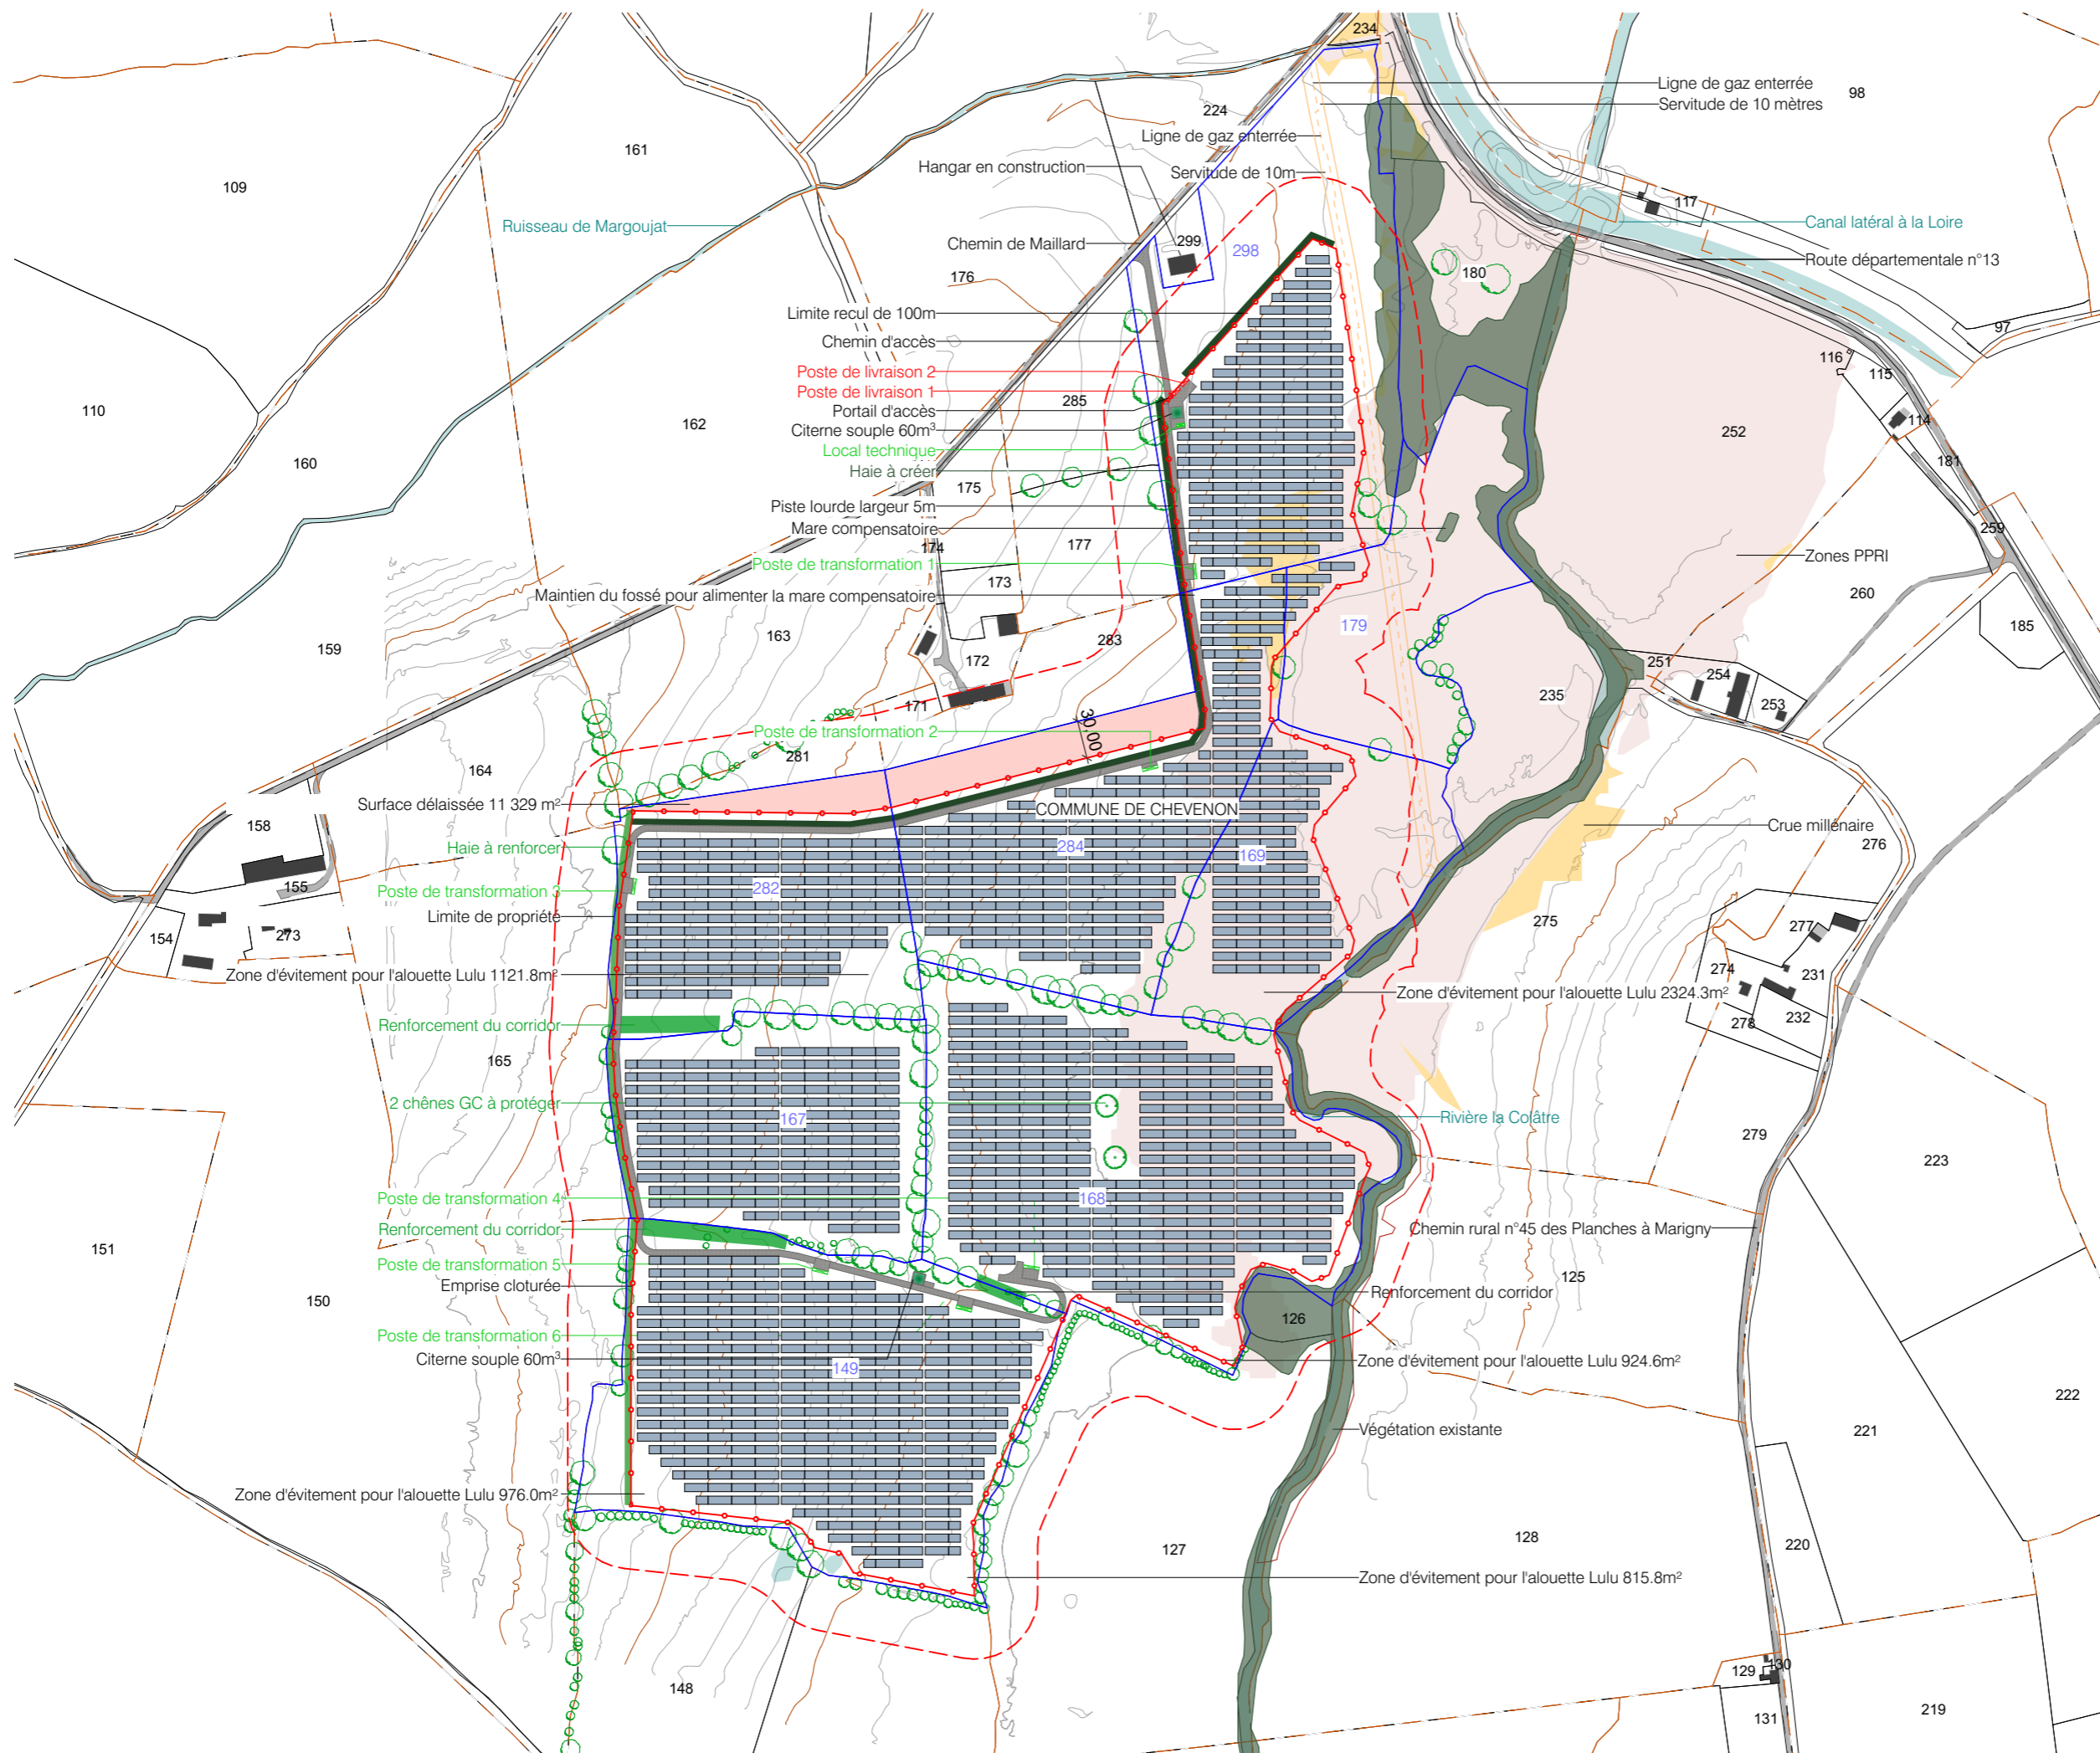 234
Ligne de gaz enterrée
98
Servitude de 10 mètres
224
Ligne de gaz enterrée
161
Hangar en construction
Servitude de 10m
109
117
Ruisseau de Margoujat
Canal latéral à la Loire
Chemin de Maillard
299
298
Route départementale n°13
176
180
Limite recul de 100m
97
Chemin d'accès
116
Poste de livraison 2
115
Poste de livraison 1
285
110
Portail d'accès
162
114
Citerne souple 60m³
252
Local technique
160
181
Haie à créer
175
Piste lourde largeur 5m
Mare compensatoire
259
174
177
Zones PPRI
Poste de transformation 1
173
260
Maintien du fossé pour alimenter la mare compensatoire
179
185
163
283
159
172
251
254
235
253
171
30,00
Poste de transformation 2
281
164
Surface délaissée 11 329 m²
COMMUNE DE CHEVENON
158
Crue millénaire
Haie à renforcer
284
276
169
155
282
Poste de transformation 3
Limite de propriété
275
277
154
273
274
231
Zone d'évitement pour l'alouette Lulu 1121.8m²
Zone d'évitement pour l'alouette Lulu 2324.3m²
232
Renforcement du corridor
278
165
2 chênes GC à protéger
167
Rivière la Colâtre
279
223
Poste de transformation 4
168
Renforcement du corridor
Chemin rural n°45 des Planches à Marigny
151
Poste de transformation 5
125
Emprise cloturée
Renforcement du corridor
150
126
Poste de transformation 6
Citerne souple 60m³
149
Zone d'évitement pour l'alouette Lulu 924.6m²
222
Végétation existante
221
Zone d'évitement pour l'alouette Lulu 976.0m²
128
127
220
Zone d'évitement pour l'alouette Lulu 815.8m²
130
129
148
219
131